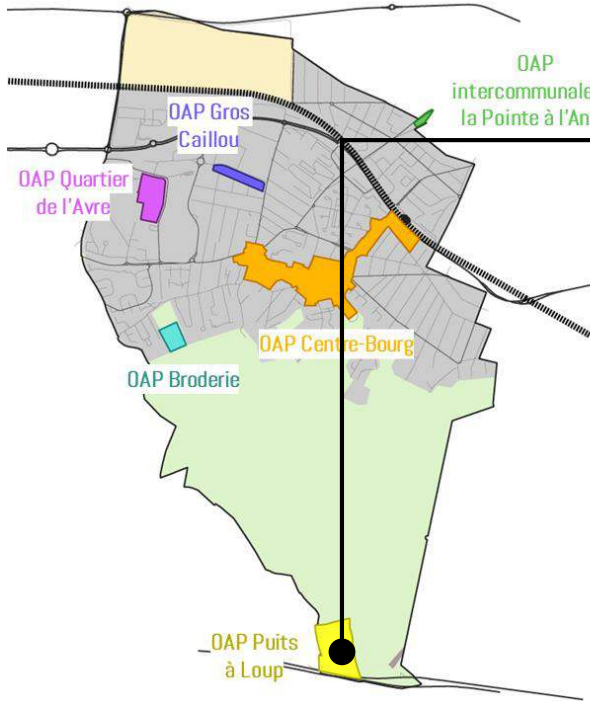 OAP
intercommunale
la Pointe à l'An
OAP Gros
Caillou
OAP Quartier
de l'Avre
OAP Centre-Bourg
OAP Broderie
OAP Puits
à Loup